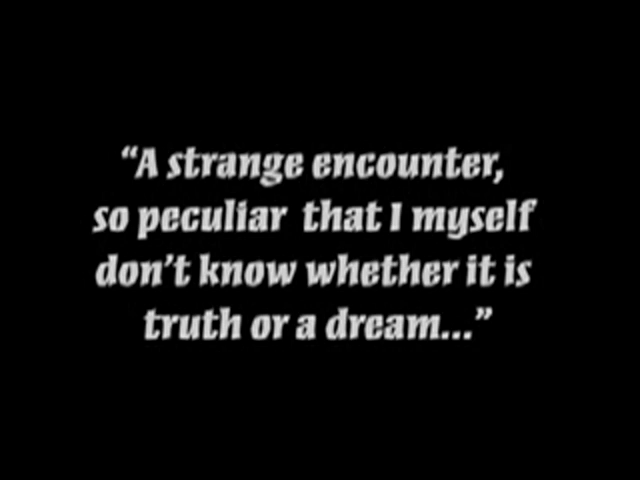 “A strange encounter,
so peculiar that I myself
don’t know whether it is
truth or a dream...”